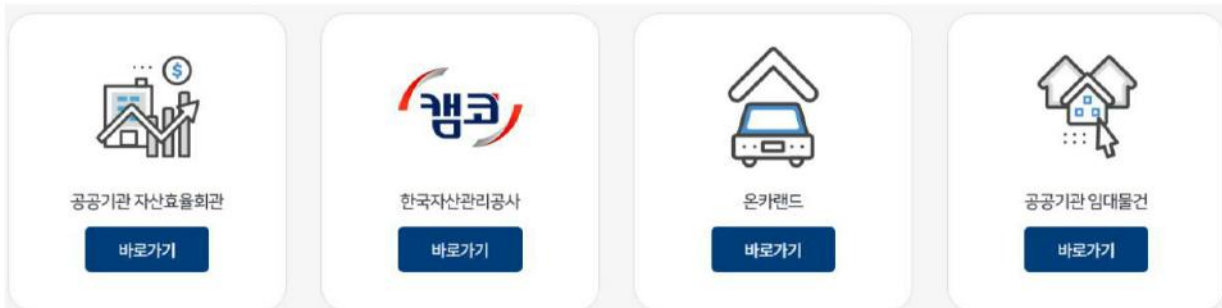 $
캠코
공공기관 자산효율회관
한국자산관리공사
온카랜드
공공기관 임대물건
바로가기
바로가기
바로가기
바로가기